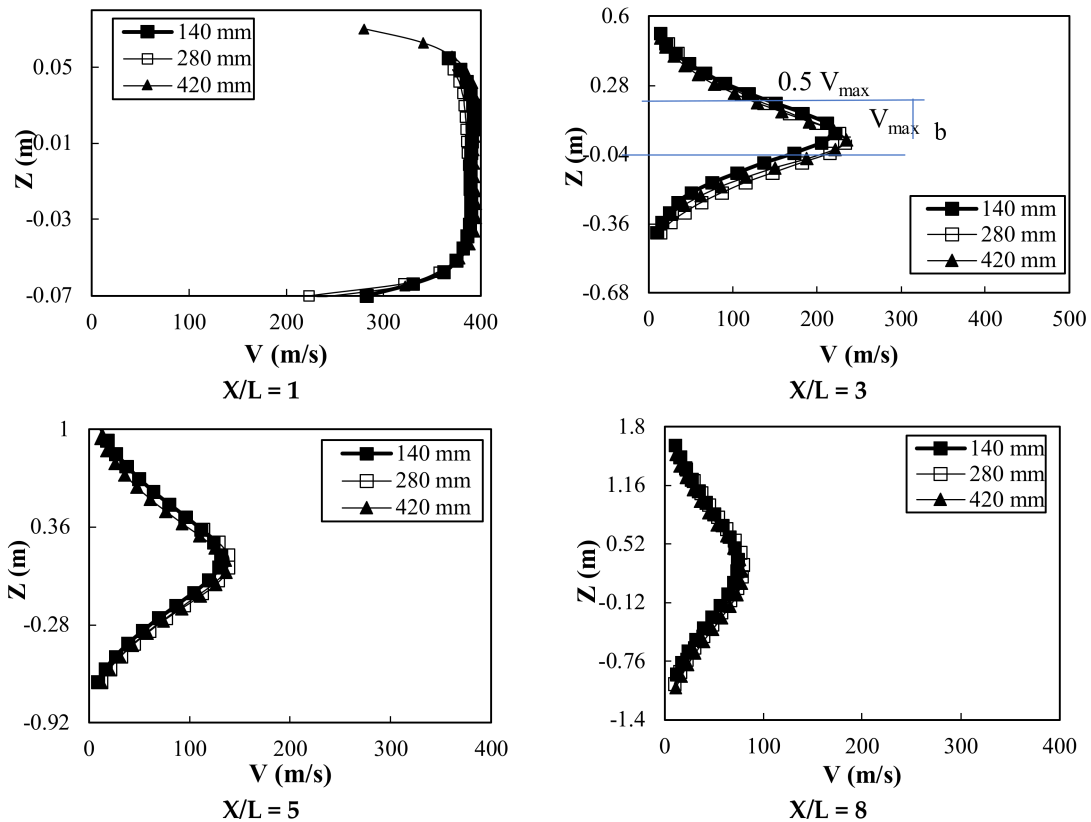 140 mm
280 mm
420 mm
0.05
0.01
-0.03
-0.07
Z (m)
0
100
200
300
400
V (m/s)
X/L = 1
0.6
0.28
-0.04
-0.36
-0.68
Z (m)
0.5 Vmax
Vmax b
140 mm
280 mm
420 mm
0
100
200
300
400
500
V (m/s)
X/L = 3
1
0.36
-0.28
-0.92
Z (m)
140 mm
280 mm
420 mm
0
100
200
300
400
V (m/s)
X/L = 5
1.8
1.16
0.52
-0.12
-0.76
-1.4
Z (m)
140 mm
280 mm
420 mm
0
100
200
300
400
V (m/s)
X/L = 8